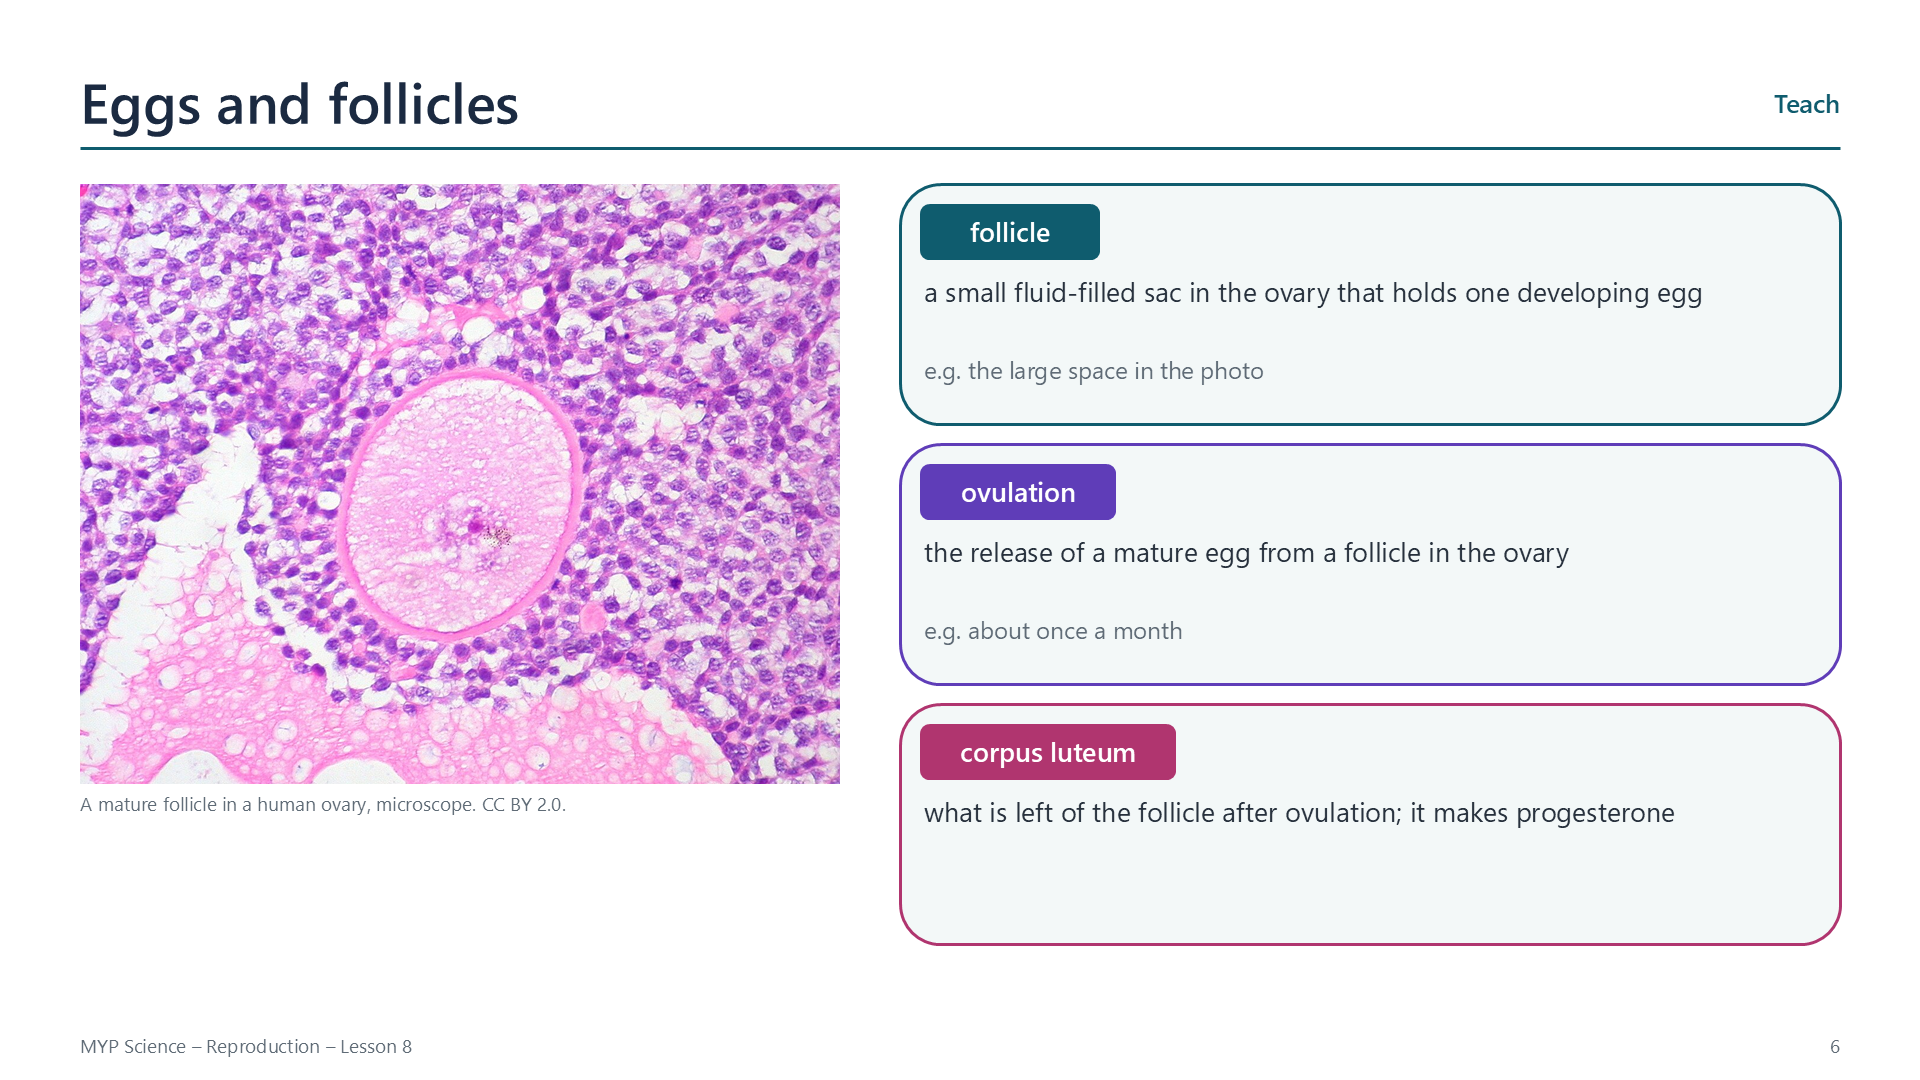 Eggs and follicles
Teach
follicle
a small fluid-filled sac in the ovary that holds one developing egg
e.g. the large space in the photo
ovulation
the release of a mature egg from a follicle in the ovary
e.g. about once a month
corpus luteum
what is left of the follicle after ovulation; it makes progesterone
A mature follicle in a human ovary, microscope. CC BY 2.0.
MYP Science – Reproduction – Lesson 8
6